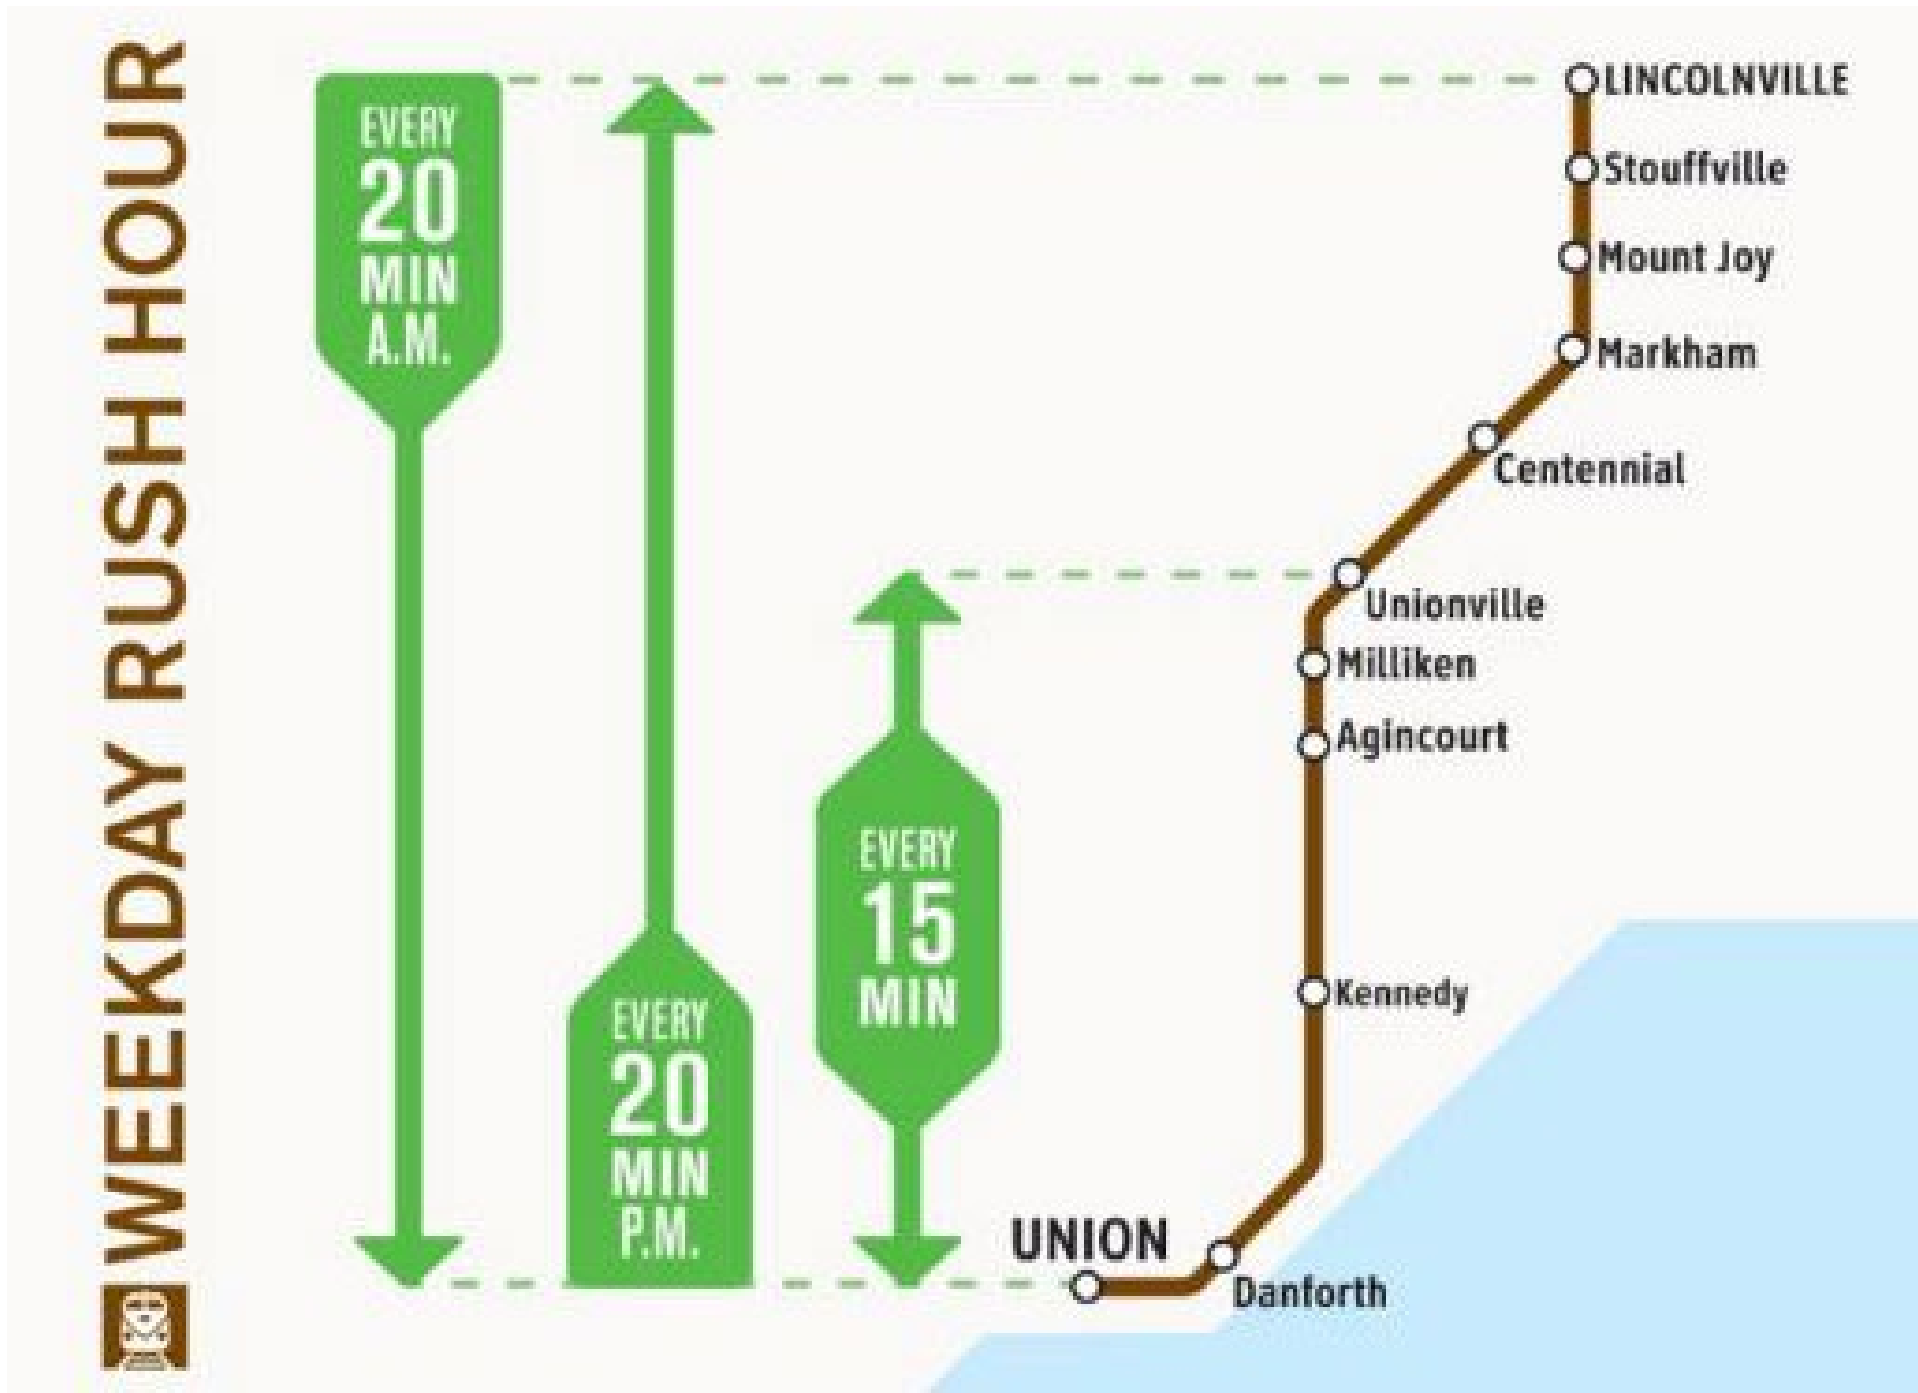 WEEKDAY RUSH HOUR
EVERY
20
MIN
A.M.
EVERY
20
MIN
P.M.
EVERY
15
MIN
LINCOLNVILLE
Stouffville
Mount Joy
Markham
Centennial
Unionville
Milliken
Agincourt
Kennedy
UNION
Danforth